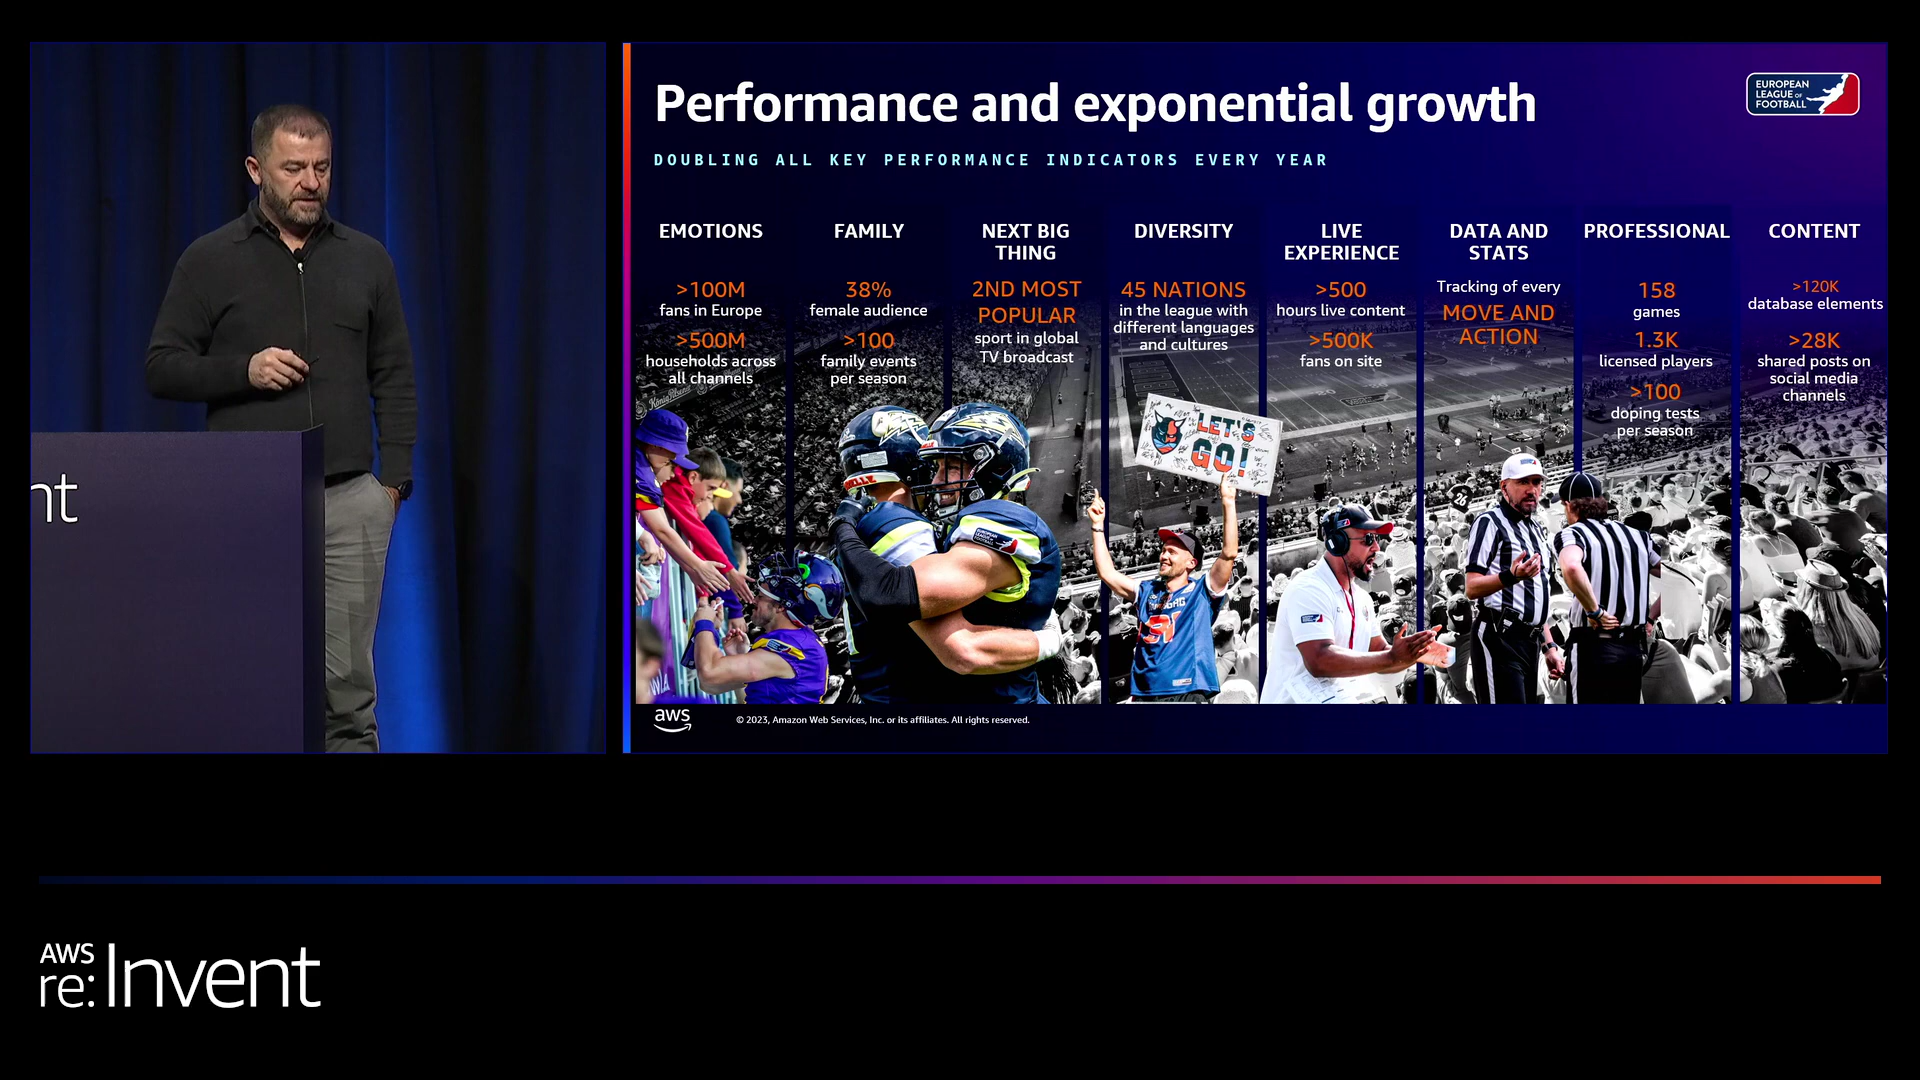 Performance and exponential growth
EUROPEAN
LEAGUE OF
FOOTBALL
DOUBLING ALL KEY PERFORMANCE INDICATORS EVERY YEAR
EMOTIONS
>100M
fans in Europe
>500M
households across
all channels
FAMILY
38%
female audience
>100
family events
per season
NEXT BIG
THING
2ND MOST
POPULAR
sport in global
TV broadcast
DIVERSITY
45 NATIONS
in the league with
different languages
and cultures
LIVE
EXPERIENCE
>500
hours live content
>500K
fans on site
DATA AND
STATS
Tracking of every
MOVE AND
ACTION
PROFESSIONAL
158
games
1.3K
licensed players
>100
doping tests
per season
CONTENT
>120K
database elements
>28K
shared posts on
social media
channels
LET'S
GO!
26
nt
aws
© 2023, Amazon Web Services, Inc. or its affiliates. All rights reserved.
AWS
re:Invent